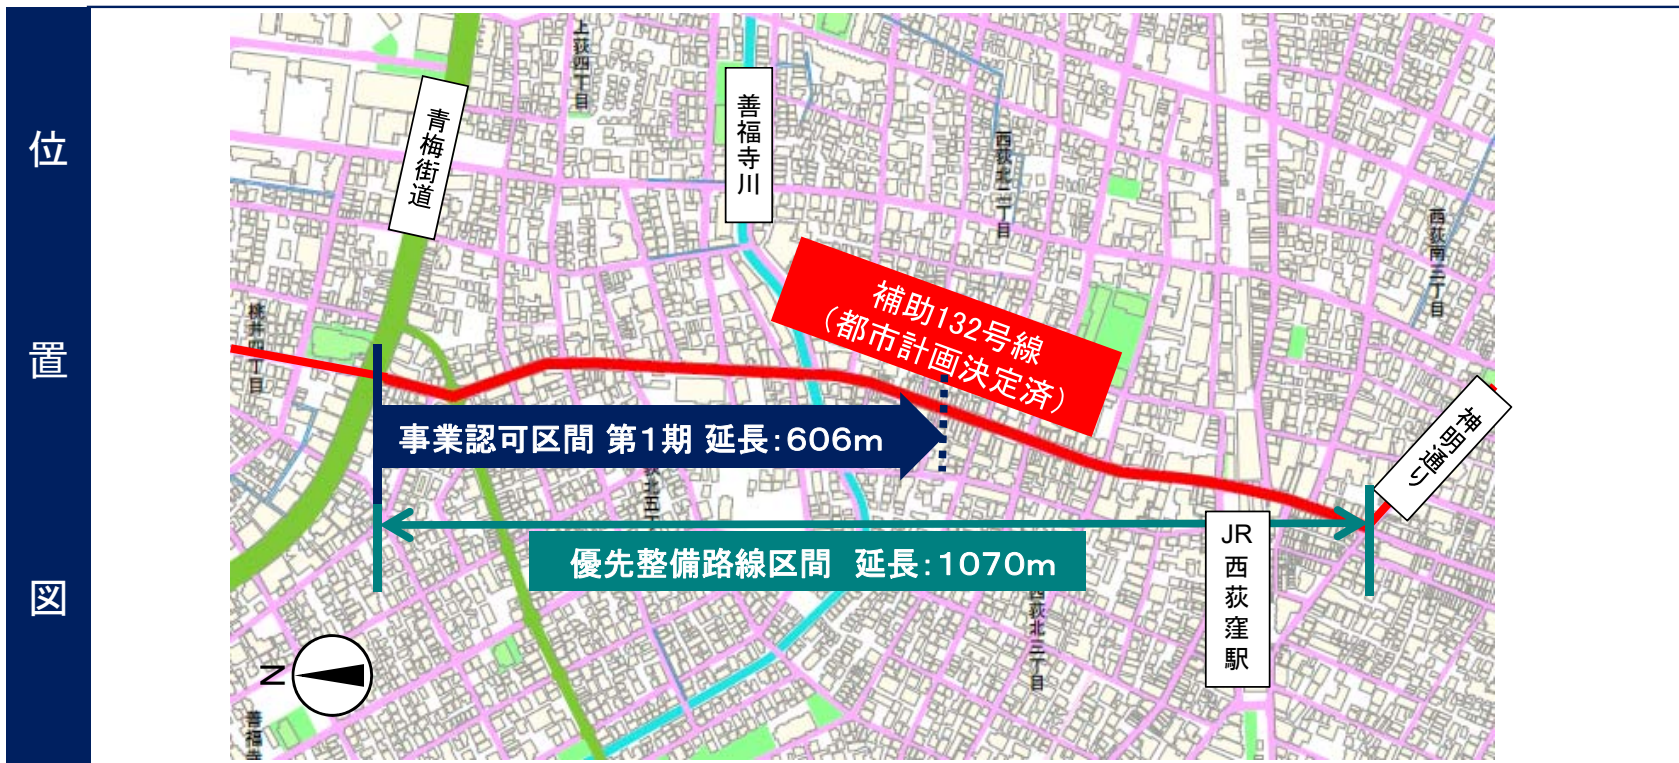 位置図
上荻四丁目
青梅街道
善福寺川
西荻北二丁目
西荻南三丁目
桃井四丁目
補助132号線
（都市計画決定済）
神明通り
事業認可区間 第1期 延長：606m
優先整備路線区間　延長：1070m
JR
西荻窪駅
西荻北三丁目
N
善福